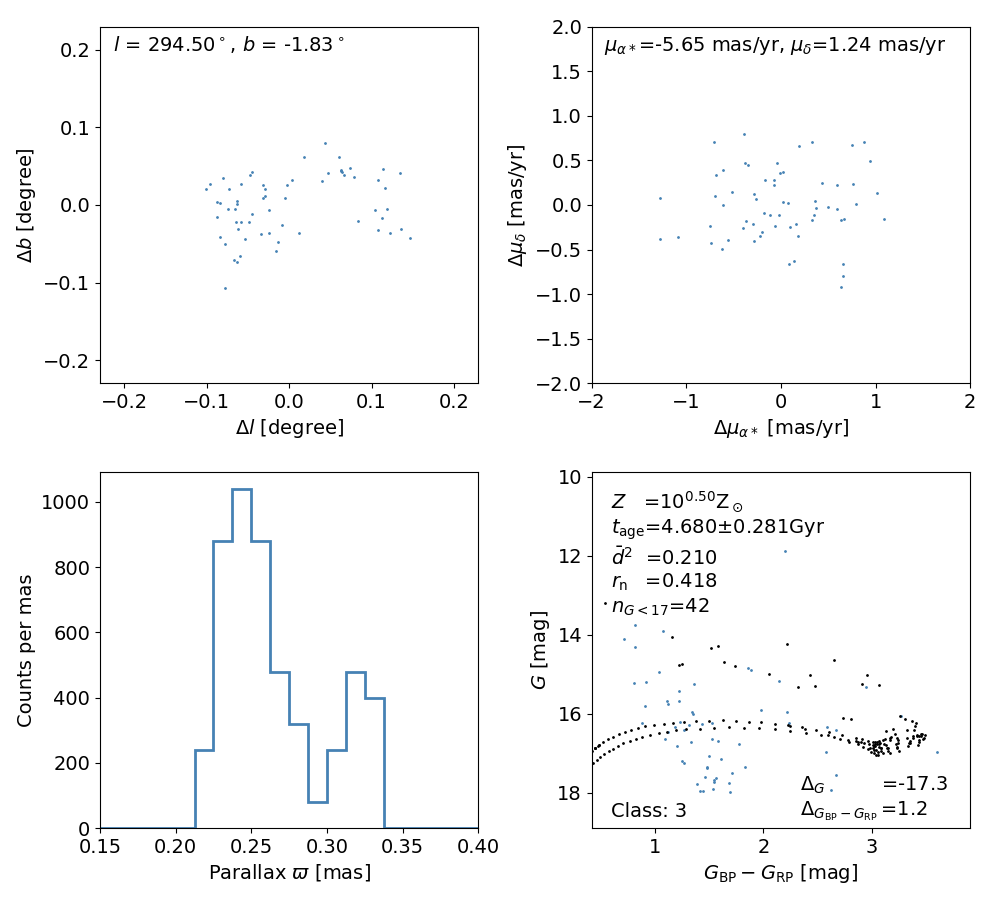 l = 294.50°, b = -1.83°
0.2
0.1
0.0
−0.1
−0.2
Δb [degree]
−0.2 −0.1 0.0 0.1 0.2
Δl [degree]
μα*=-5.65 mas/yr, μδ=1.24 mas/yr
2.0
1.5
1.0
0.5
0.0
−0.5
−1.0
−1.5
−2.0
Δμδ [mas/yr]
−2 −1 0 1 2
Δμα* [mas/yr]
1000
800
600
400
200
0
Counts per mas
0.15 0.20 0.25 0.30 0.35 0.40
Parallax ϖ [mas]
Z =10^0.50 Z⊙
t_age=4.680±0.281Gyr
d̄² =0.210
r_n =0.418
n_G<17=42
Δ_G =-17.3
Class: 3 Δ_G_BP−G_RP =1.2
10
12
14
16
18
G [mag]
1 2 3
G_BP − G_RP [mag]